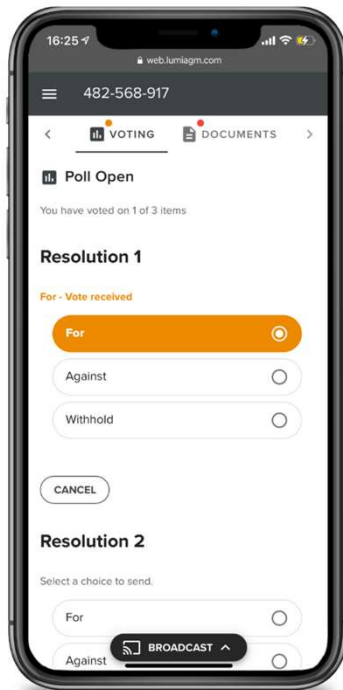 16:25
web.lumiagm.com
482-568-917
VOTING
DOCUMENTS
Poll Open
You have voted on 1 of 3 items
Resolution 1
For - Vote received
For
Against
Withhold
CANCEL
Resolution 2
Select a choice to send.
For
BROADCAST
Against